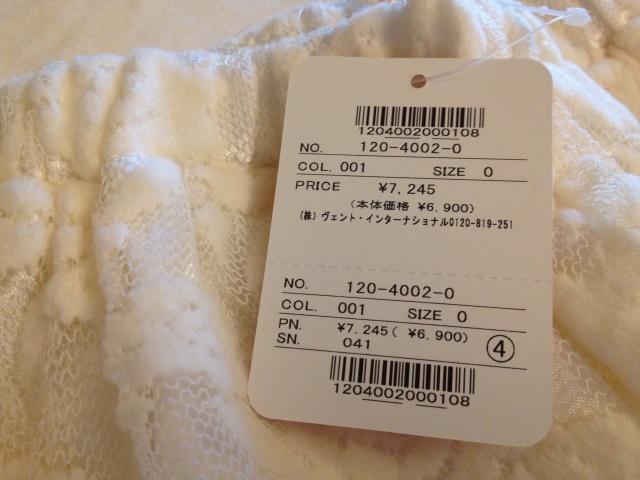 1204002000108
NO. 120-4002-0
COL. 001 SIZE 0
PRICE ¥7,245
(本体価格 ¥6,900)
(株) ヴェント・インターナショナル0120-819-251
NO. 120-4002-0
COL. 001 SIZE 0
PN. ¥7,245( ¥6,900)
SN. 041 ④
1204002000108